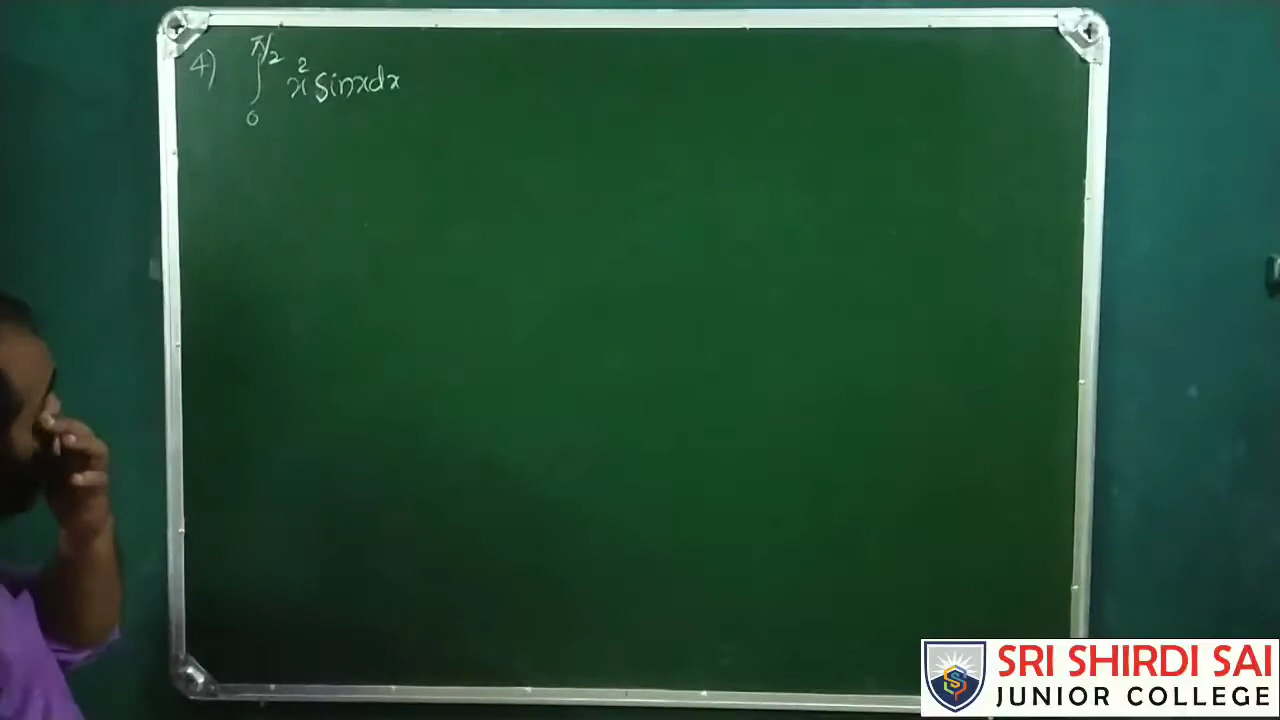 4) ∫₀^π/2 x² sinx dx
SRI SHIRDI SAI
JUNIOR COLLEGE